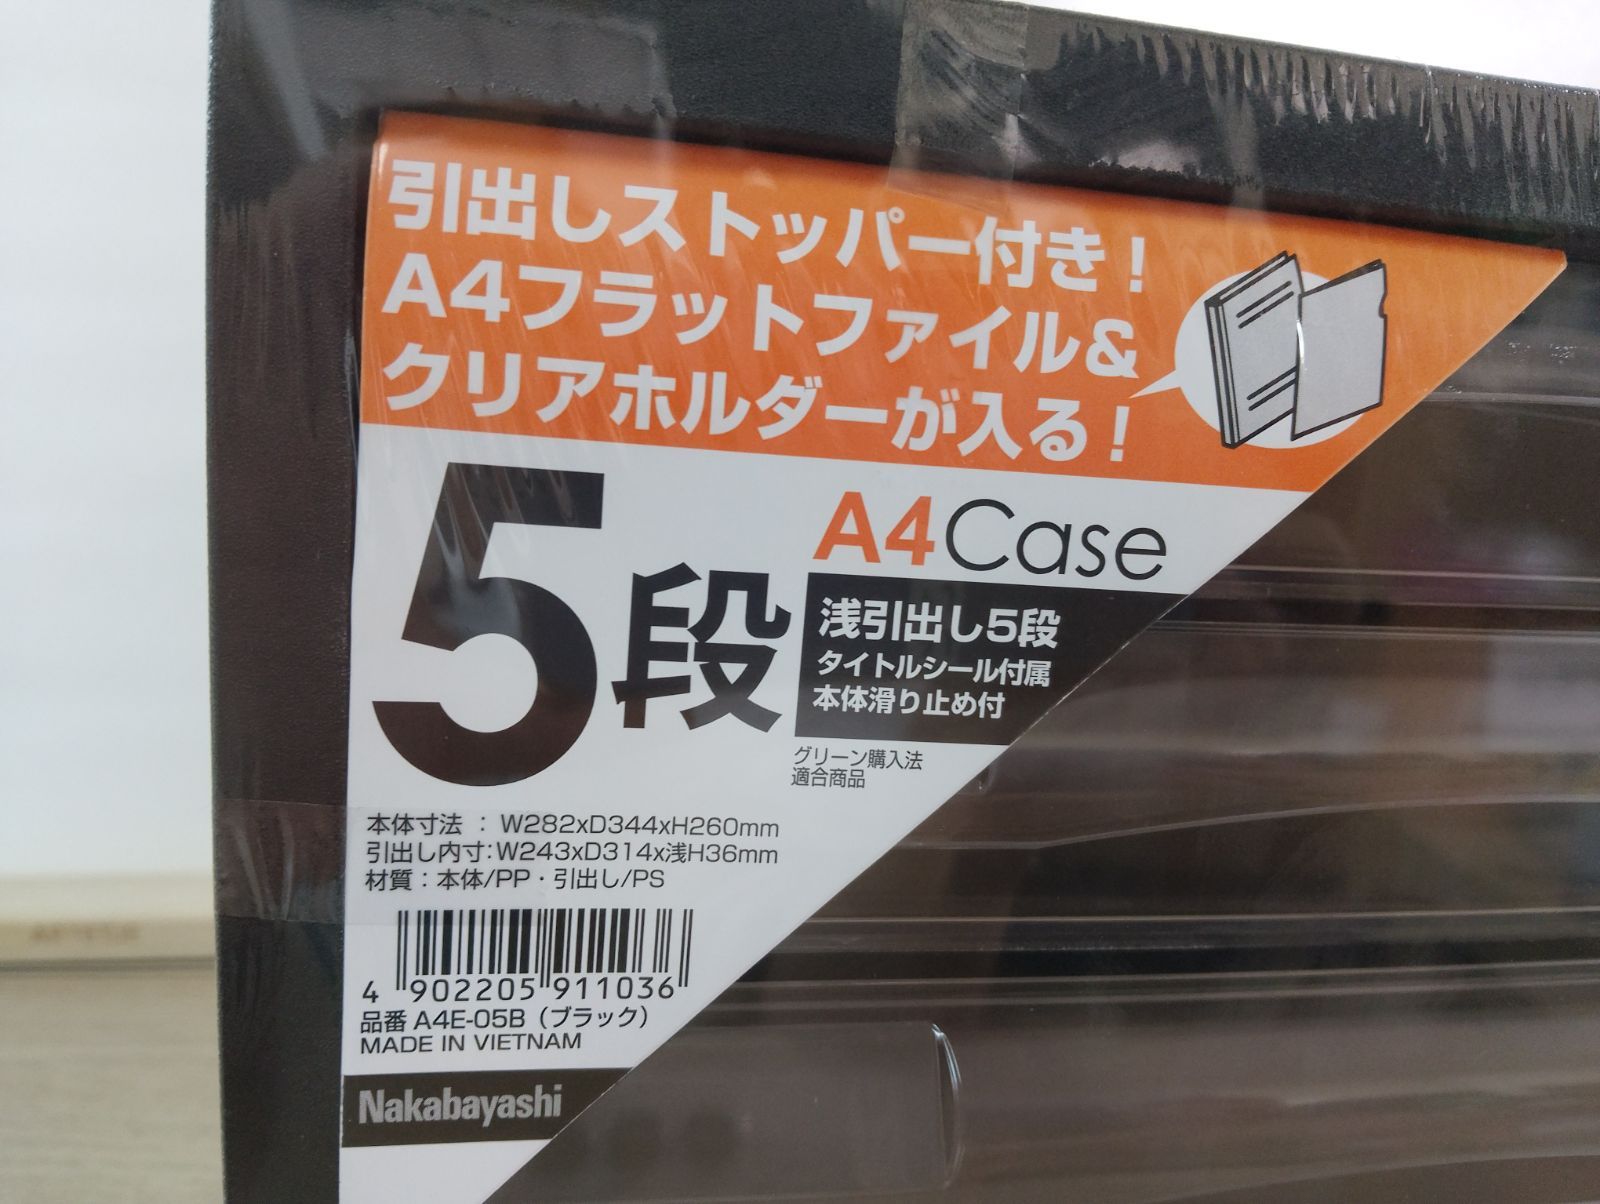 引出しストッパー付き!
A4フラットファイル&
クリアホルダーが入る!
5段
A4Case
浅引出し5段
タイトルシール付属
本体滑り止め付
グリーン購入法
適合商品
本体寸法 : W282xD344xH260mm
引出し内寸:W243xD314x浅H36mm
材質:本体/PP・引出し/PS
4 902205 911036
品番 A4E-05B(ブラック)
MADE IN VIETNAM
Nakabayashi